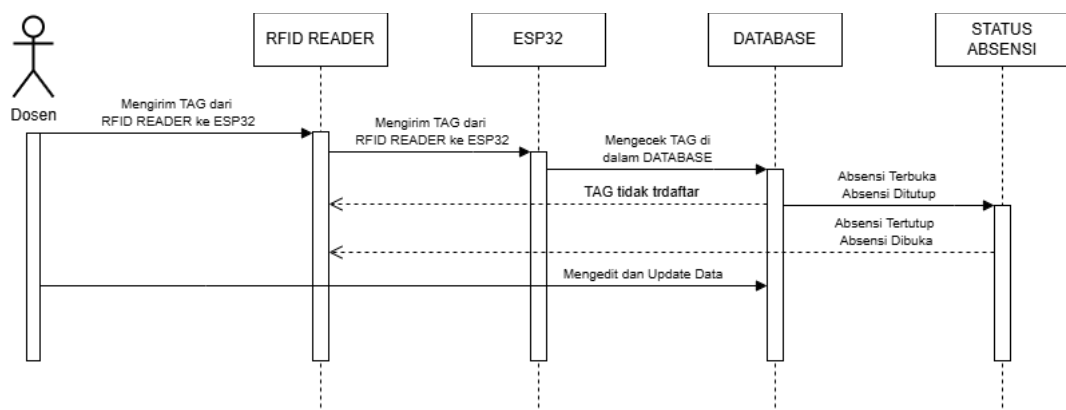 RFID READER
ESP32
DATABASE
STATUS
ABSENSI
Dosen
Mengirim TAG dari
RFID READER ke ESP32
Mengirim TAG dari
RFID READER ke ESP32
Mengecek TAG di
dalam DATABASE
Absensi Terbuka
Absensi Ditutup
TAG tidak trdaftar
Absensi Tertutup
Absensi Dibuka
Mengedit dan Update Data